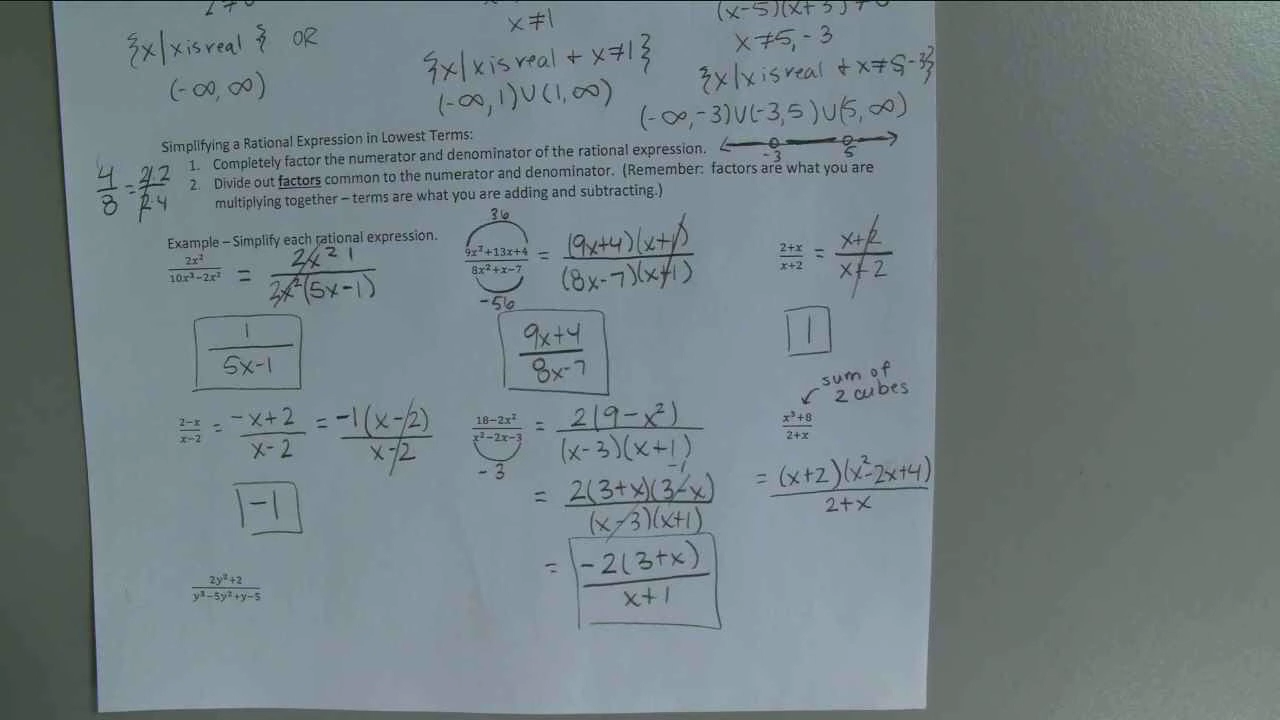 x≠1
(x-5)(x+3)≠0
x≠5,-3
{x|x is real} OR
(-∞,∞)
{x|x is real + x≠1}
(-∞,1)∪(1,∞)
{x|x is real + x≠5,-3}
(-∞,-3)∪(-3,5)∪(5,∞)
-3 5
Simplifying a Rational Expression in Lowest Terms:
1. Completely factor the numerator and denominator of the rational expression.
2. Divide out factors common to the numerator and denominator. (Remember: factors are what you are
multiplying together – terms are what you are adding and subtracting.)
4/8 = 2·2/2·4
Example – Simplify each rational expression.
2x²/(10x³−2x²) = 2x² 1/2x²(5x-1)
1/(5x-1)
36
(9x²+13x+4)/(8x²+x−7) = (9x+4)(x+1)/(8x-7)(x+1)
-56
(9x+4)/(8x-7)
(2+x)/(x+2) = (x+2)/(x+2)
1
(2−x)/(x−2) = (-x+2)/(x-2) = -1(x-2)/(x-2)
-1
(18−2x²)/(x²−2x−3) = 2(9-x²)/(x-3)(x+1)
-3
-1
= 2(3+x)(3-x)/(x-3)(x+1)
= -2(3+x)/(x+1)
sum of
2 cubes
(x³+8)/(2+x)
= (x+2)(x²-2x+4)/(2+x)
(2y²+2)/(y³−5y²+y−5)